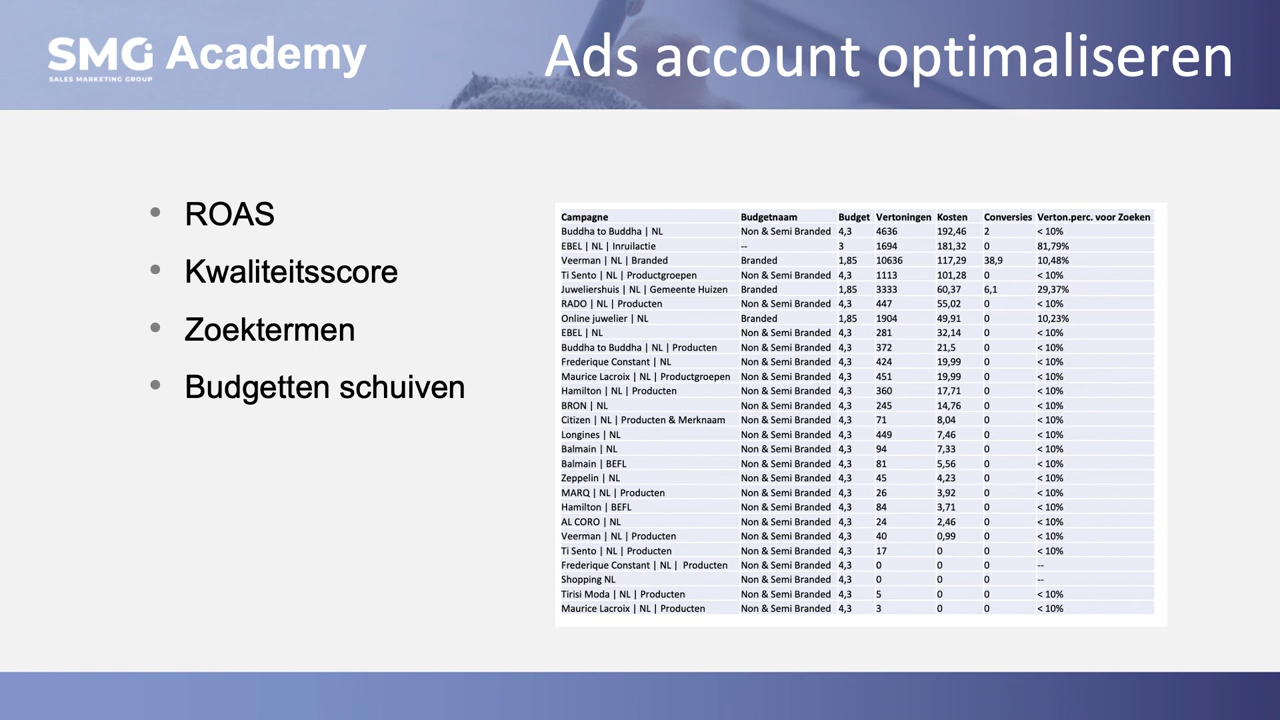 SMG Academy
SALES MARKETING GROUP
Ads account optimaliseren
• ROAS
• Kwaliteitsscore
• Zoektermen
• Budgetten schuiven
Campagne Budgetnaam Budget Vertoningen Kosten Conversies Verton.perc. voor Zoeken
Buddha to Buddha | NL Non & Semi Branded 4,3 4636 192,46 2 < 10%
EBEL | NL | Inruilactie -- 3 1694 181,32 0 81,79%
Veerman | NL | Branded Branded 1,85 10636 117,29 38,9 10,48%
Ti Sento | NL | Productgroepen Non & Semi Branded 4,3 1113 101,28 0 < 10%
Juweliershuis | NL | Gemeente Huizen Branded 1,85 3333 60,37 6,1 29,37%
RADO | NL | Producten Non & Semi Branded 4,3 447 55,02 0 < 10%
Online juwelier | NL Branded 1,85 1904 49,91 0 10,23%
EBEL | NL Non & Semi Branded 4,3 281 32,14 0 < 10%
Buddha to Buddha | NL | Producten Non & Semi Branded 4,3 372 21,5 0 < 10%
Frederique Constant | NL Non & Semi Branded 4,3 424 19,99 0 < 10%
Maurice Lacroix | NL | Productgroepen Non & Semi Branded 4,3 451 19,99 0 < 10%
Hamilton | NL | Producten Non & Semi Branded 4,3 360 17,71 0 < 10%
BRON | NL Non & Semi Branded 4,3 245 14,76 0 < 10%
Citizen | NL | Producten & Merknaam Non & Semi Branded 4,3 71 8,04 0 < 10%
Longines | NL Non & Semi Branded 4,3 449 7,46 0 < 10%
Balmain | NL Non & Semi Branded 4,3 94 7,33 0 < 10%
Balmain | BEFL Non & Semi Branded 4,3 81 5,56 0 < 10%
Zeppelin | NL Non & Semi Branded 4,3 45 4,23 0 < 10%
MARQ | NL | Producten Non & Semi Branded 4,3 26 3,92 0 < 10%
Hamilton | BEFL Non & Semi Branded 4,3 84 3,71 0 < 10%
AL CORO | NL Non & Semi Branded 4,3 24 2,46 0 < 10%
Veerman | NL | Producten Non & Semi Branded 4,3 40 0,99 0 < 10%
Ti Sento | NL | Producten Non & Semi Branded 4,3 17 0 0 < 10%
Frederique Constant | NL | Producten Non & Semi Branded 4,3 0 0 0 --
Shopping NL Non & Semi Branded 4,3 0 0 0 --
Tirisi Moda | NL | Producten Non & Semi Branded 4,3 5 0 0 < 10%
Maurice Lacroix | NL | Producten Non & Semi Branded 4,3 3 0 0 < 10%